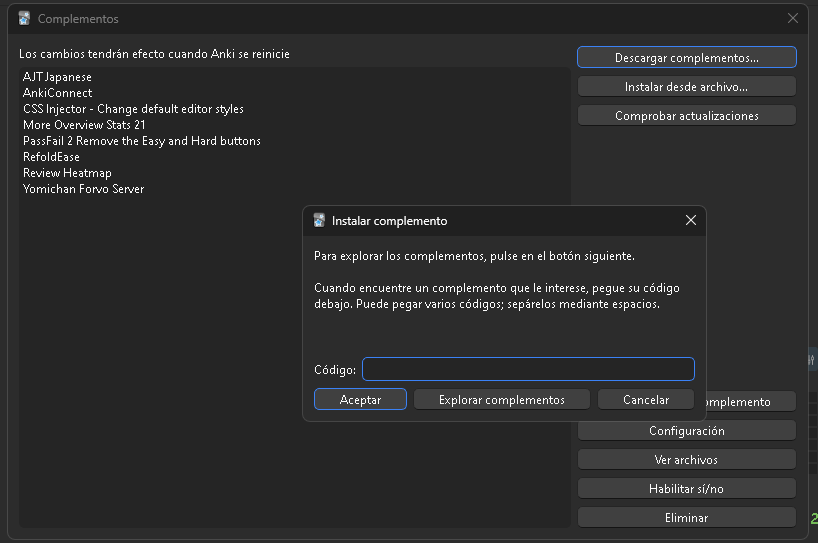 Complementos
Los cambios tendrán efecto cuando Anki se reinicie
Descargar complementos...
Instalar desde archivo...
Comprobar actualizaciones
AJT Japanese
AnkiConnect
CSS Injector - Change default editor styles
More Overview Stats 21
PassFail 2 Remove the Easy and Hard buttons
RefoldEase
Review Heatmap
Yomichan Forvo Server
Instalar complemento
Para explorar los complementos, pulse en el botón siguiente.
Cuando encuentre un complemento que le interese, pegue su código
debajo. Puede pegar varios códigos; sepárelos mediante espacios.
Código:
Aceptar
Explorar complementos
Cancelar
omplemento
Configuración
Ver archivos
Habilitar sí/no
Eliminar
2